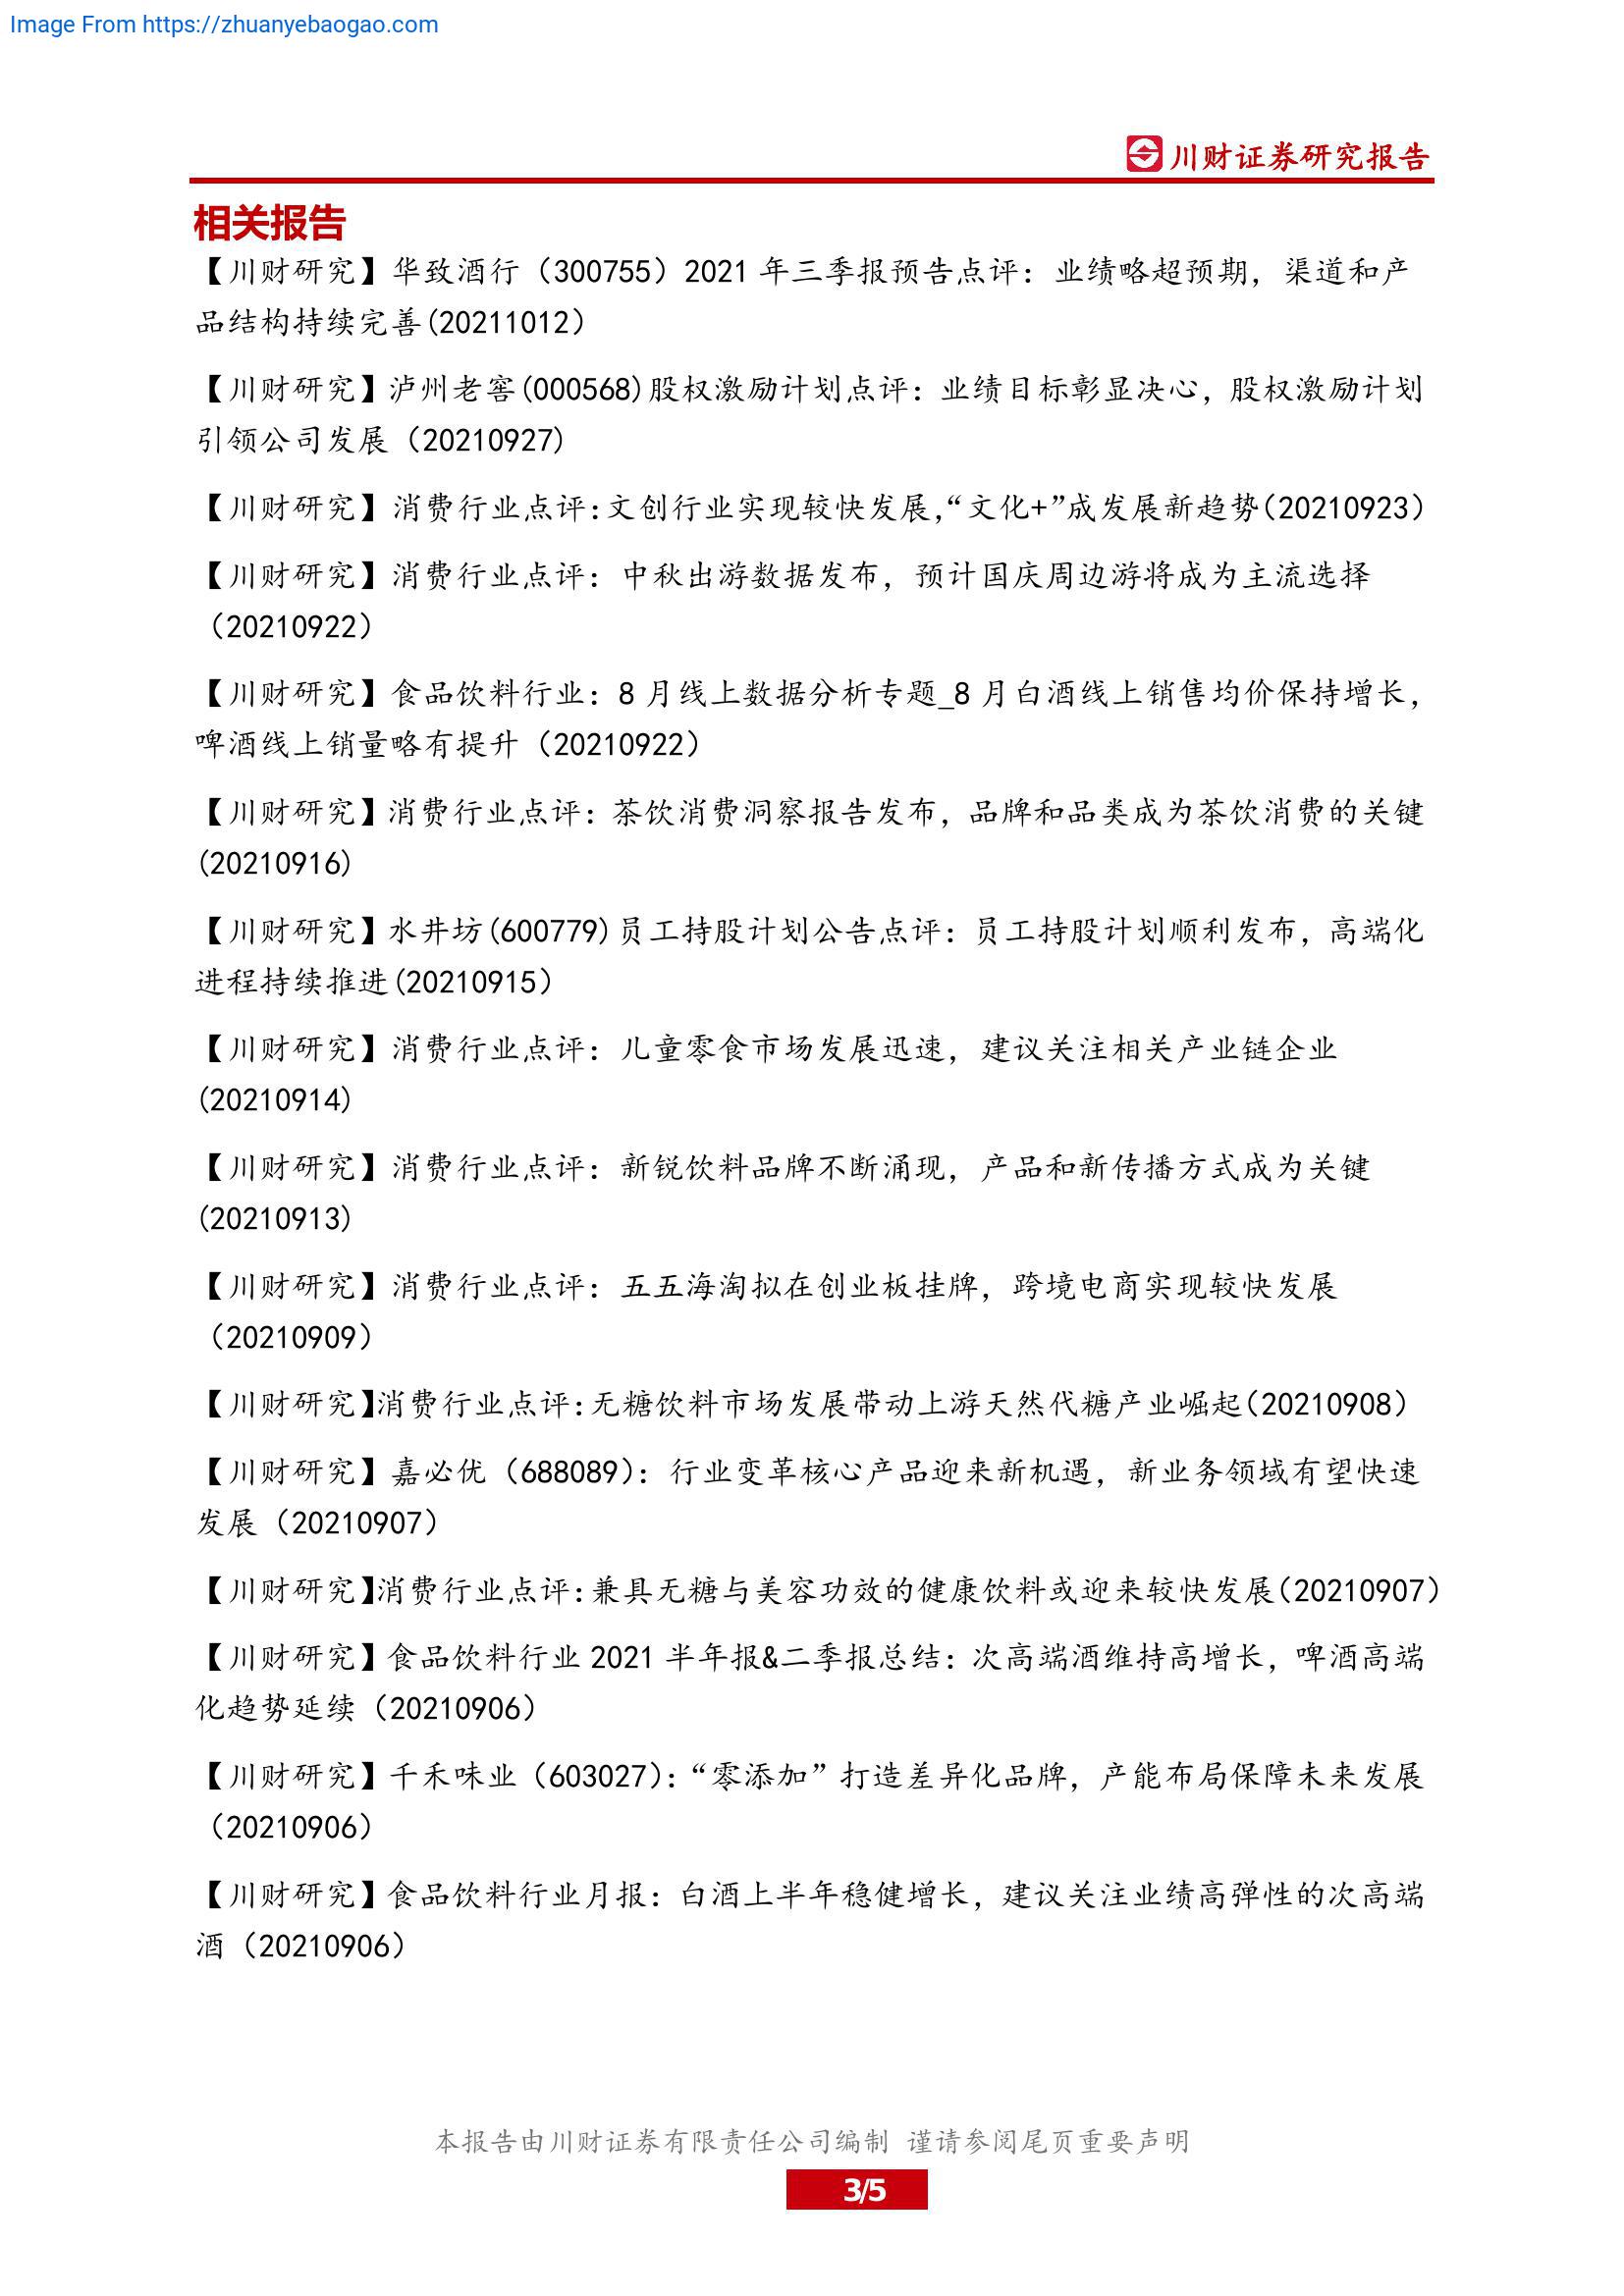 Image From https://zhuanyebaogao.com
川财证券研究报告
相关报告
【川财研究】华致酒行（300755）2021 年三季报预告点评：业绩略超预期，渠道和产
品结构持续完善(20211012）
【川财研究】泸州老窖(000568)股权激励计划点评：业绩目标彰显决心，股权激励计划
引领公司发展（20210927)
【川财研究】消费行业点评：文创行业实现较快发展，“文化+”成发展新趋势（20210923）
【川财研究】消费行业点评：中秋出游数据发布，预计国庆周边游将成为主流选择
（20210922）
【川财研究】食品饮料行业：8 月线上数据分析专题_8 月白酒线上销售均价保持增长，
啤酒线上销量略有提升（20210922）
【川财研究】消费行业点评：茶饮消费洞察报告发布，品牌和品类成为茶饮消费的关键
(20210916)
【川财研究】水井坊(600779)员工持股计划公告点评：员工持股计划顺利发布，高端化
进程持续推进(20210915）
【川财研究】消费行业点评：儿童零食市场发展迅速，建议关注相关产业链企业
(20210914)
【川财研究】消费行业点评：新锐饮料品牌不断涌现，产品和新传播方式成为关键
(20210913)
【川财研究】消费行业点评：五五海淘拟在创业板挂牌，跨境电商实现较快发展
（20210909）
【川财研究】消费行业点评：无糖饮料市场发展带动上游天然代糖产业崛起（20210908）
【川财研究】嘉必优（688089）：行业变革核心产品迎来新机遇，新业务领域有望快速
发展（20210907）
【川财研究】消费行业点评：兼具无糖与美容功效的健康饮料或迎来较快发展（20210907）
【川财研究】食品饮料行业 2021 半年报&二季报总结：次高端酒维持高增长，啤酒高端
化趋势延续（20210906）
【川财研究】千禾味业（603027）：“零添加”打造差异化品牌，产能布局保障未来发展
（20210906）
【川财研究】食品饮料行业月报：白酒上半年稳健增长，建议关注业绩高弹性的次高端
酒（20210906）
本报告由川财证券有限责任公司编制 谨请参阅尾页重要声明
3/5